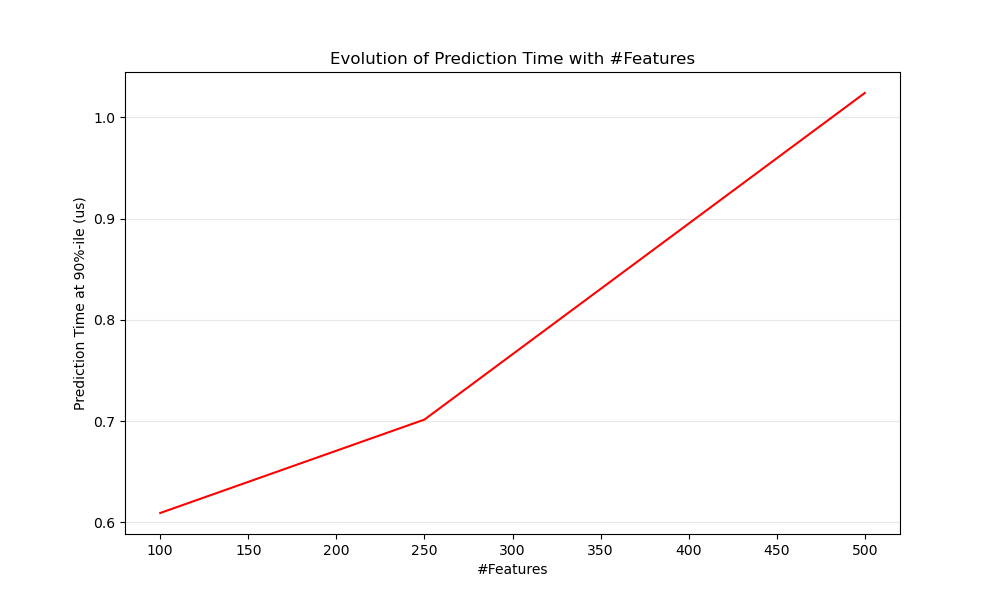 Evolution of Prediction Time with #Features
Prediction Time at 90%-ile (us)
1.0
0.9
0.8
0.7
0.6
100 150 200 250 300 350 400 450 500
#Features